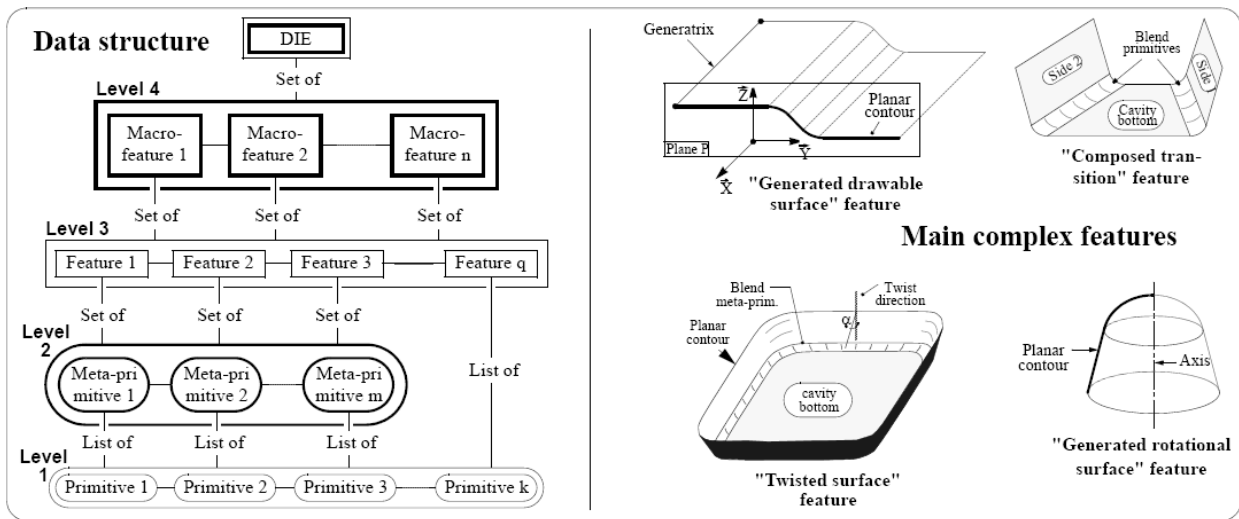 Data structure
DIE
Set of
Level 4
Macro-
feature 1
Macro-
feature 2
Macro-
feature n
Set of
Set of
Set of
Level 3
Feature 1
Feature 2
Feature 3
Feature q
Set of
Set of
Set of
Level
2
Meta-pri
mitive 1
Meta-pri
mitive 2
Meta-pri
mitive m
List of
List of
List of
List of
Level
1
Primitive 1
Primitive 2
Primitive 3
Primitive k
Generatrix
Z
Planar
contour
Plane P
Y
X
"Generated drawable
surface" feature
Blend
primitives
Side 2
Side 1
Cavity
bottom
"Composed tran-
sition" feature
Main complex features
Blend
meta-prim.
Twist
direction
α
Planar
contour
cavity
bottom
"Twisted surface"
feature
Planar
contour
Axis
"Generated rotational
surface" feature